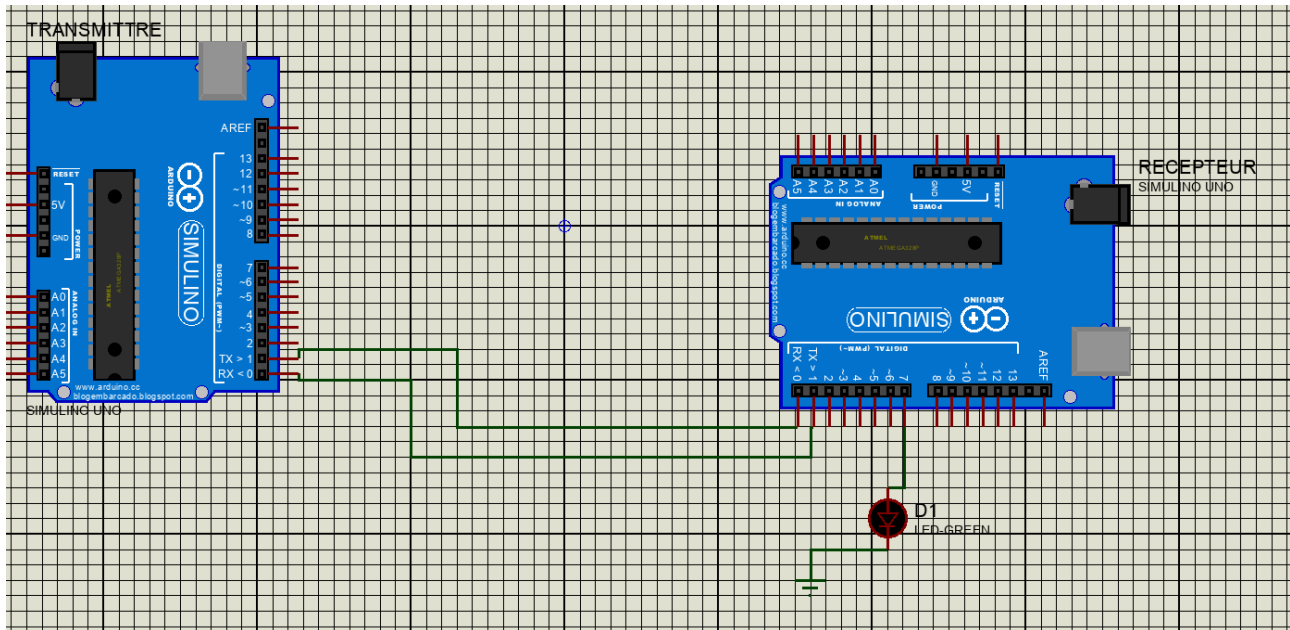 TRANSMITTRE
AREF
13
12
~11
~10
~9
8
7
~6
~5
4
~3
2
TX > 1
RX < 0
DIGITAL (PWM~)
ARDUINO
SIMULINO
RESET
5V
GND
POWER
A0
A1
A2
A3
A4
A5
ANALOG IN
ATMEL
ATMEGA328P
www.arduino.cc
blogembarcado.blogspot.com
SIMULINO UNO
RECEPTEUR
SIMULINO UNO
A5
A4
A3
A2
A1
A0
ANALOG IN
GND
5V
RESET
POWER
www.arduino.cc
blogembarcado.blogspot.com
ATMEL
ATMEGA328P
SIMULINO
ARDUINO
DIGITAL (PWM~)
RX < 0
TX > 1
2
~3
4
~5
~6
7
8
~9
~10
~11
12
13
AREF
D1
LED-GREEN